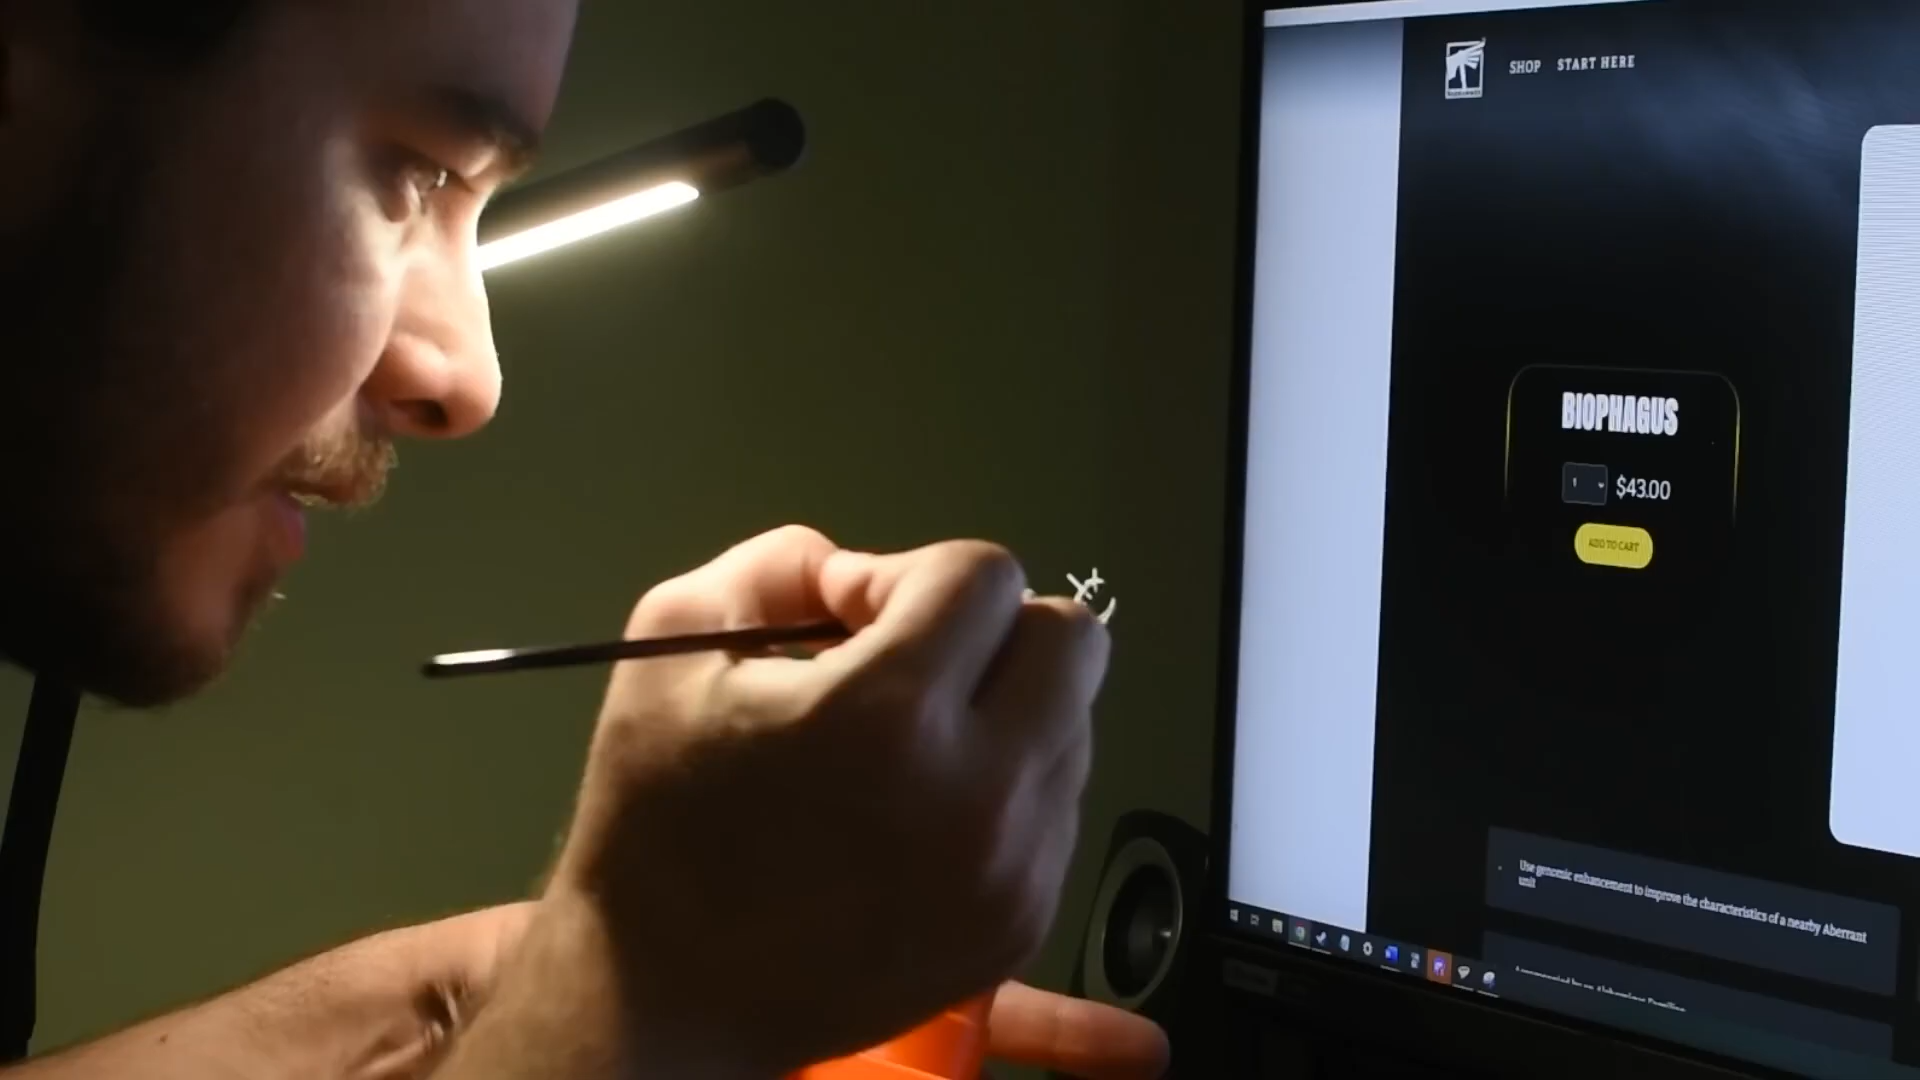 SHOP START HERE
BIOPHAGUS
1 $43.00
ADD TO CART
Use genomic enhancement to improve the characteristics of a nearby Aberrant
unit